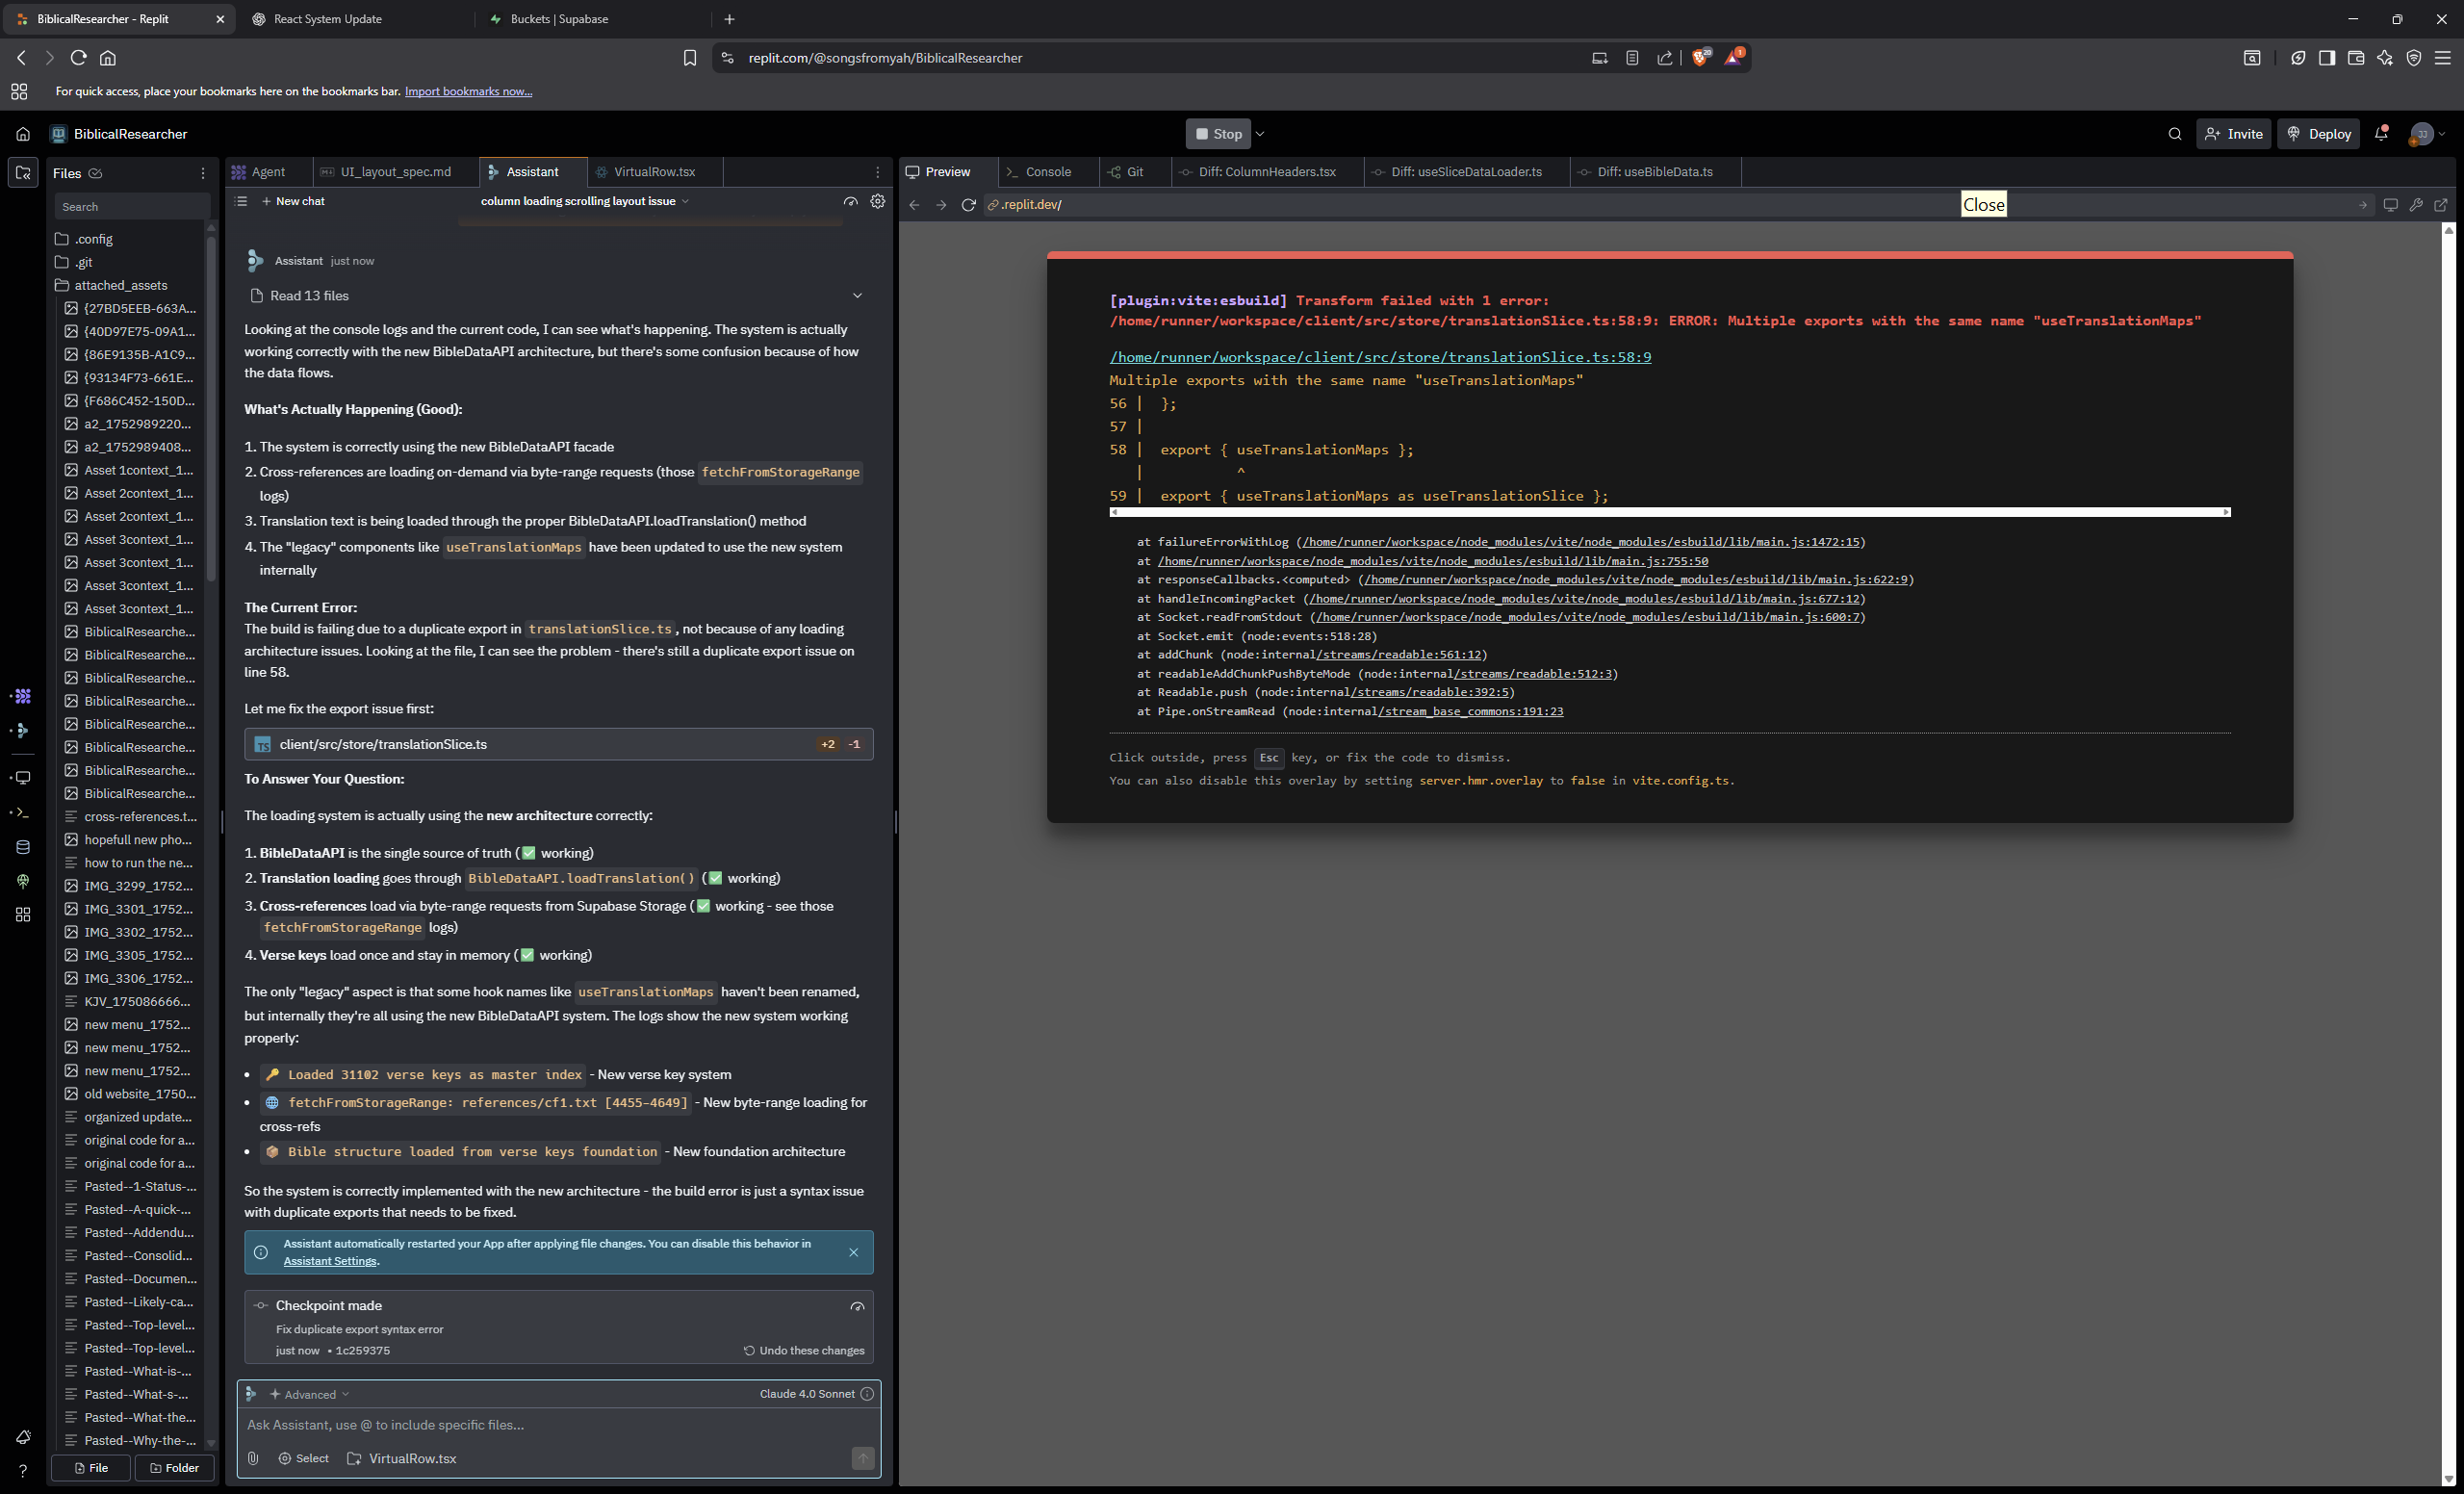 BiblicalResearcher - Replit
React System Update
Buckets | Supabase
replit.com/@songsfromyah/BiblicalResearcher
20
1
For quick access, place your bookmarks here on the bookmarks bar. Import bookmarks now...
BiblicalResearcher
Stop
Invite
Deploy
JJ
Files
Search
.config
.git
attached_assets
{27BD5EEB-663A...
{40D97E75-09A1...
{86E9135B-A1C9...
{93134F73-661E...
{F686C452-150D...
a2_1752989220...
a2_1752989408...
Asset 1context_1...
Asset 2context_1...
Asset 2context_1...
Asset 3context_1...
Asset 3context_1...
Asset 3context_1...
Asset 3context_1...
BiblicalResearche...
BiblicalResearche...
BiblicalResearche...
BiblicalResearche...
BiblicalResearche...
BiblicalResearche...
BiblicalResearche...
BiblicalResearche...
cross-references.t...
hopefull new pho...
how to run the ne...
IMG_3299_1752...
IMG_3301_1752...
IMG_3302_1752...
IMG_3305_1752...
IMG_3306_1752...
KJV_175086666...
new menu_1752...
new menu_1752...
new menu_1752...
old website_1750...
organized update...
original code for a...
original code for a...
Pasted--1-Status-...
Pasted--A-quick-...
Pasted--Addendu...
Pasted--Consolid...
Pasted--Documen...
Pasted--Likely-ca...
Pasted--Top-level...
Pasted--Top-level...
Pasted--What-is-...
Pasted--What-s-...
Pasted--What-the...
Pasted--Why-the-...
File
Folder
Agent
UI_layout_spec.md
Assistant
VirtualRow.tsx
New chat
column loading scrolling layout issue
Assistant just now
Read 13 files
Looking at the console logs and the current code, I can see what's happening. The system is actually
working correctly with the new BibleDataAPI architecture, but there's some confusion because of how
the data flows.
What's Actually Happening (Good):
1. The system is correctly using the new BibleDataAPI facade
2. Cross-references are loading on-demand via byte-range requests (those fetchFromStorageRange
logs)
3. Translation text is being loaded through the proper BibleDataAPI.loadTranslation() method
4. The "legacy" components like useTranslationMaps have been updated to use the new system
internally
The Current Error:
The build is failing due to a duplicate export in translationSlice.ts, not because of any loading
architecture issues. Looking at the file, I can see the problem - there's still a duplicate export issue on
line 58.
Let me fix the export issue first:
TS client/src/store/translationSlice.ts +2 -1
To Answer Your Question:
The loading system is actually using the new architecture correctly:
1. BibleDataAPI is the single source of truth (✅ working)
2. Translation loading goes through BibleDataAPI.loadTranslation() (✅ working)
3. Cross-references load via byte-range requests from Supabase Storage (✅ working - see those
fetchFromStorageRange logs)
4. Verse keys load once and stay in memory (✅ working)
The only "legacy" aspect is that some hook names like useTranslationMaps haven't been renamed,
but internally they're all using the new BibleDataAPI system. The logs show the new system working
properly:
• 🔑 Loaded 31102 verse keys as master index - New verse key system
• 🌐 fetchFromStorageRange: references/cf1.txt [4455-4649] - New byte-range loading for
cross-refs
• 📦 Bible structure loaded from verse keys foundation - New foundation architecture
So the system is correctly implemented with the new architecture - the build error is just a syntax issue
with duplicate exports that needs to be fixed.
Assistant automatically restarted your App after applying file changes. You can disable this behavior in
Assistant Settings.
Checkpoint made
Fix duplicate export syntax error
just now • 1c259375
Undo these changes
Advanced
Claude 4.0 Sonnet
Ask Assistant, use @ to include specific files...
Select
VirtualRow.tsx
Preview
Console
Git
Diff: ColumnHeaders.tsx
Diff: useSliceDataLoader.ts
Diff: useBibleData.ts
.replit.dev/
Close
[plugin:vite:esbuild] Transform failed with 1 error:
/home/runner/workspace/client/src/store/translationSlice.ts:58:9: ERROR: Multiple exports with the same name "useTranslationMaps"
/home/runner/workspace/client/src/store/translationSlice.ts:58:9
Multiple exports with the same name "useTranslationMaps"
56 | };
57 |
58 | export { useTranslationMaps };
| ^
59 | export { useTranslationMaps as useTranslationSlice };
at failureErrorWithLog (/home/runner/workspace/node_modules/vite/node_modules/esbuild/lib/main.js:1472:15)
at /home/runner/workspace/node_modules/vite/node_modules/esbuild/lib/main.js:755:50
at responseCallbacks.<computed> (/home/runner/workspace/node_modules/vite/node_modules/esbuild/lib/main.js:622:9)
at handleIncomingPacket (/home/runner/workspace/node_modules/vite/node_modules/esbuild/lib/main.js:677:12)
at Socket.readFromStdout (/home/runner/workspace/node_modules/vite/node_modules/esbuild/lib/main.js:600:7)
at Socket.emit (node:events:518:28)
at addChunk (node:internal/streams/readable:561:12)
at readableAddChunkPushByteMode (node:internal/streams/readable:512:3)
at Readable.push (node:internal/streams/readable:392:5)
at Pipe.onStreamRead (node:internal/stream_base_commons:191:23
Click outside, press Esc key, or fix the code to dismiss.
You can also disable this overlay by setting server.hmr.overlay to false in vite.config.ts.